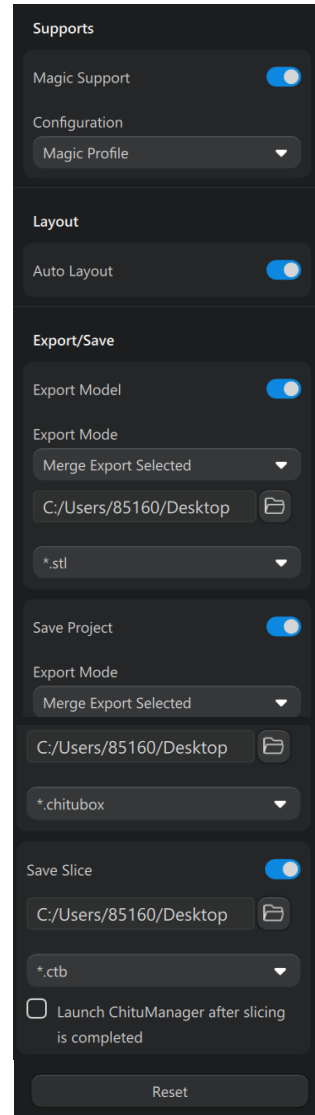 Supports
Magic Support
Configuration
Magic Profile
Layout
Auto Layout
Export/Save
Export Model
Export Mode
Merge Export Selected
C:/Users/85160/Desktop
*.stl
Save Project
Export Mode
Merge Export Selected
C:/Users/85160/Desktop
*.chitubox
Save Slice
C:/Users/85160/Desktop
*.ctb
Launch ChituManager after slicing
is completed
Reset